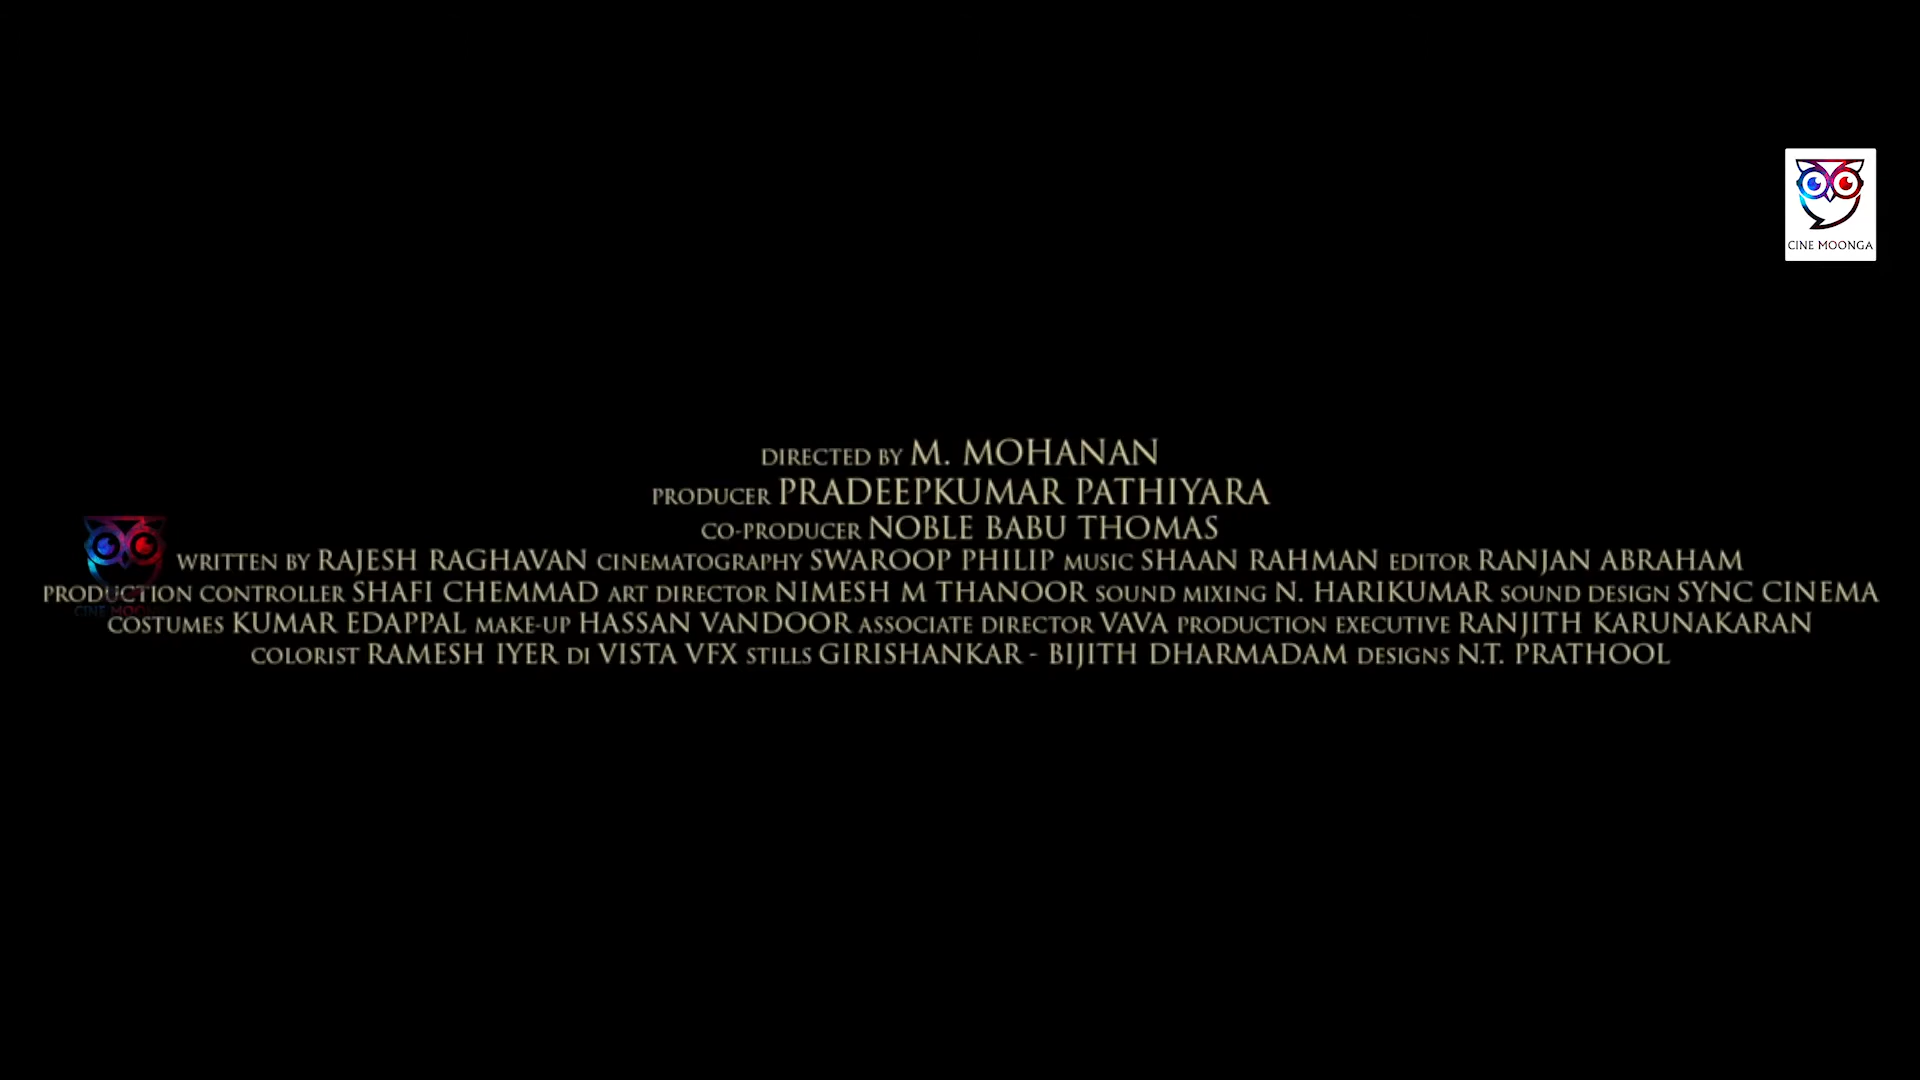 CINE MOONGA
DIRECTED BY M. MOHANAN
PRODUCER PRADEEPKUMAR PATHIYARA
CO-PRODUCER NOBLE BABU THOMAS
WRITTEN BY RAJESH RAGHAVAN CINEMATOGRAPHY SWAROOP PHILIP MUSIC SHAAN RAHMAN EDITOR RANJAN ABRAHAM
PRODUCTION CONTROLLER SHAFI CHEMMAD ART DIRECTOR NIMESH M THANOOR SOUND MIXING N. HARIKUMAR SOUND DESIGN SYNC CINEMA
CINE MOONGA
COSTUMES KUMAR EDAPPAL MAKE-UP HASSAN VANDOOR ASSOCIATE DIRECTOR VAVA PRODUCTION EXECUTIVE RANJITH KARUNAKARAN
COLORIST RAMESH IYER DI VISTA VFX STILLS GIRISHANKAR - BIJITH DHARMADAM DESIGNS N.T. PRATHOOL